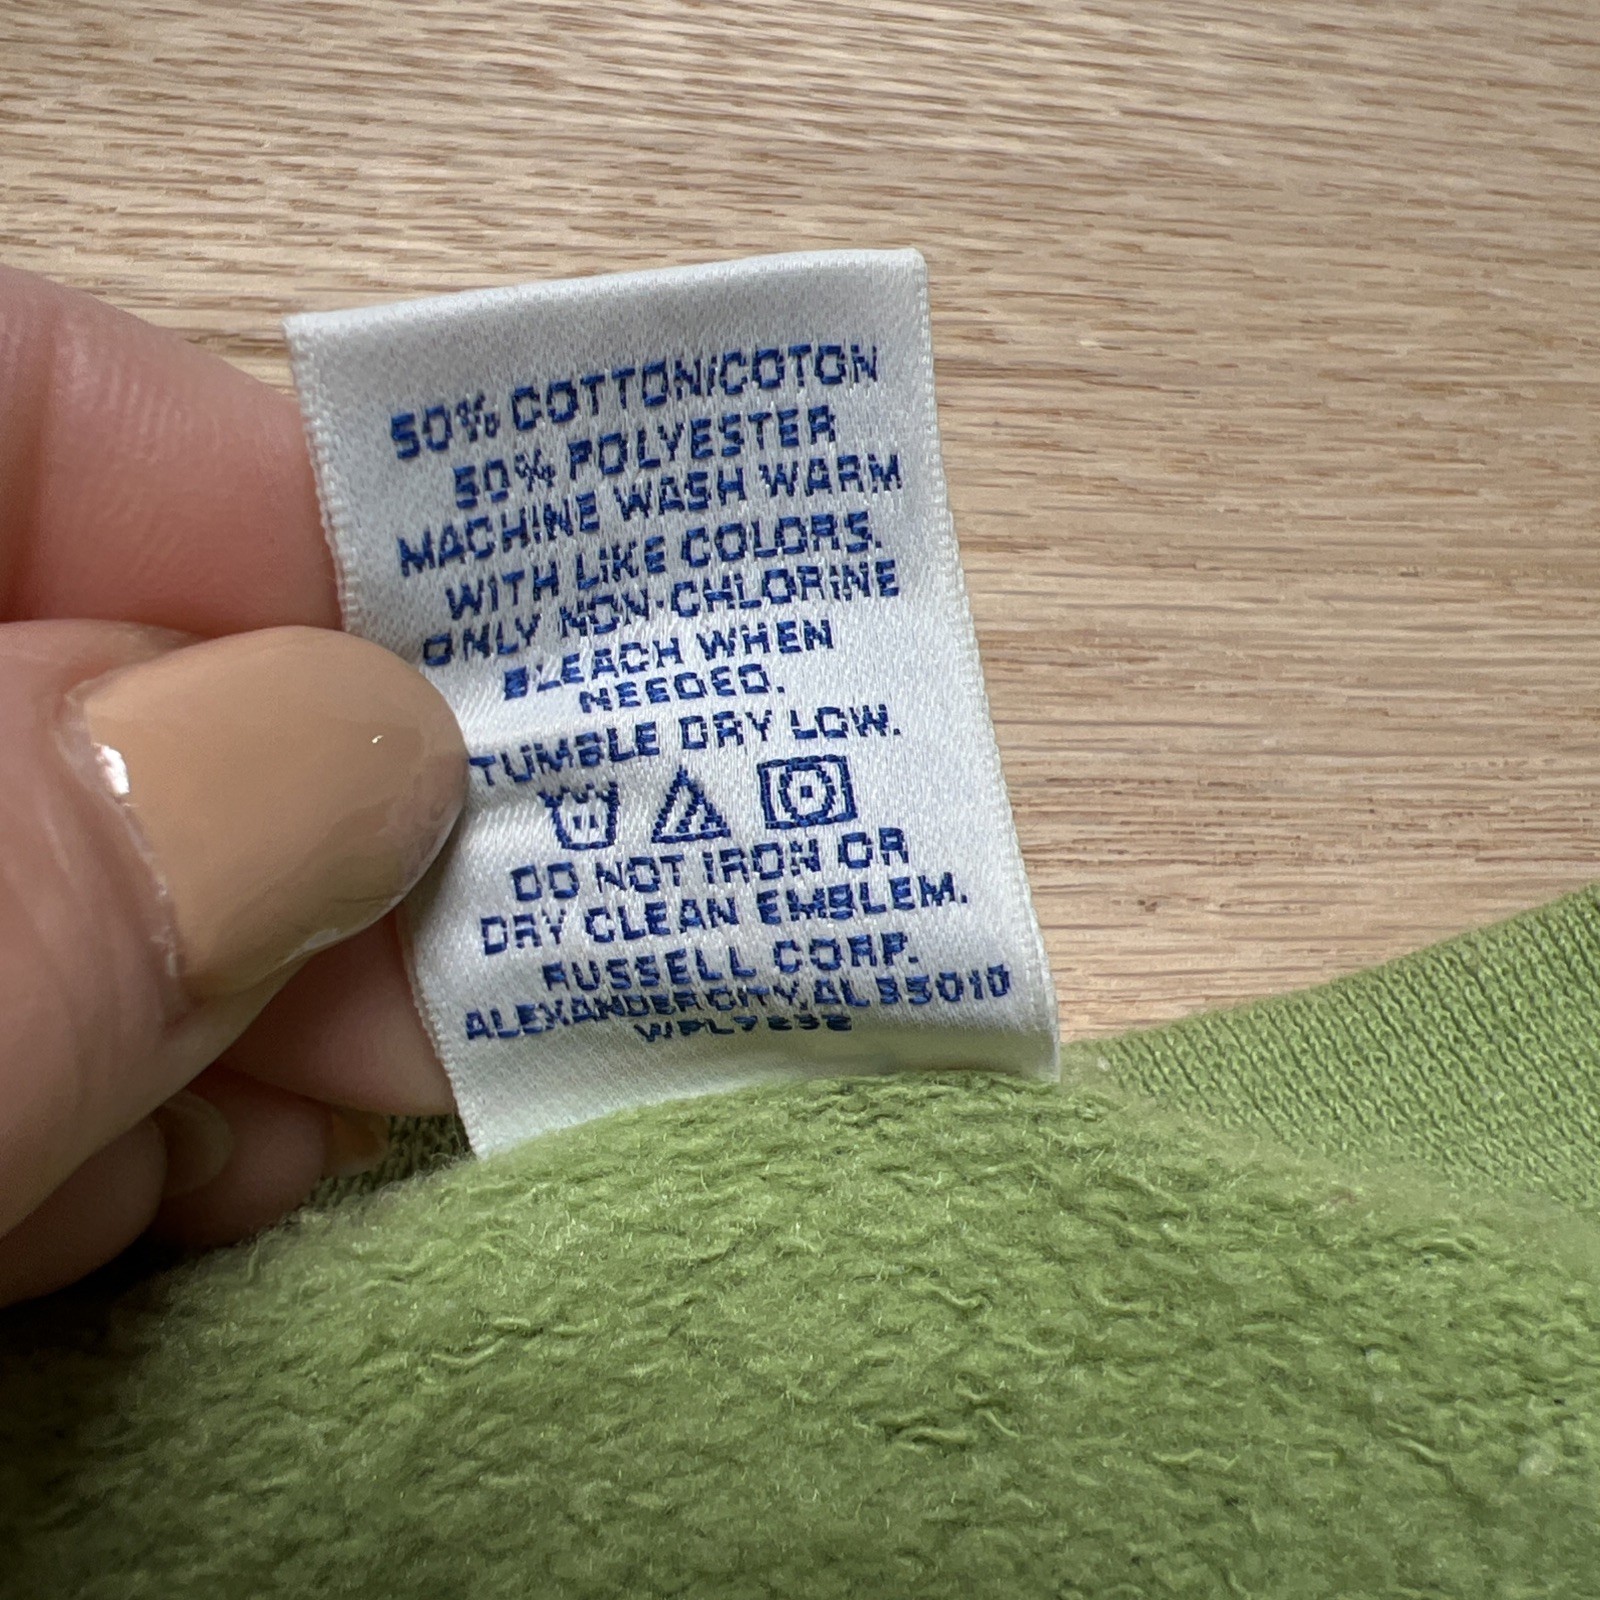 50% COTTON/COTON
50% POLYESTER
MACHINE WASH WARM
WITH LIKE COLORS.
ONLY NON-CHLORINE
BLEACH WHEN
NEEDED.
TUMBLE DRY LOW.
DO NOT IRON OR
DRY CLEAN EMBLEM.
RUSSELL CORP.
ALEXANDER CITY, AL 35010
WPL7232